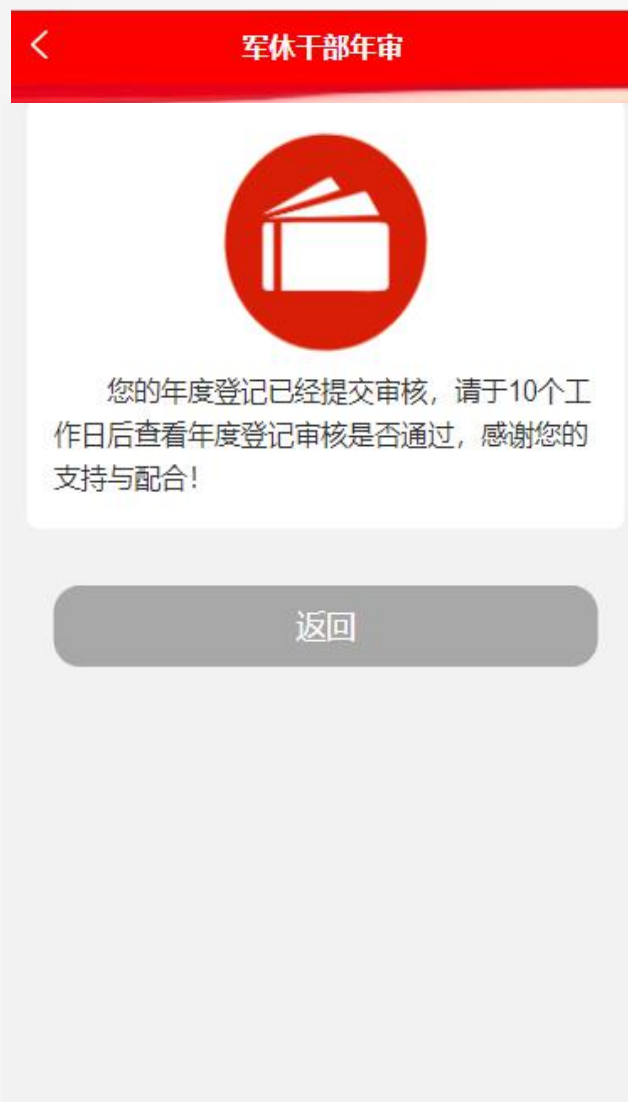 军休干部年审
您的年度登记已经提交审核，请于10个工
作日后查看年度登记审核是否通过，感谢您的
支持与配合！
返回